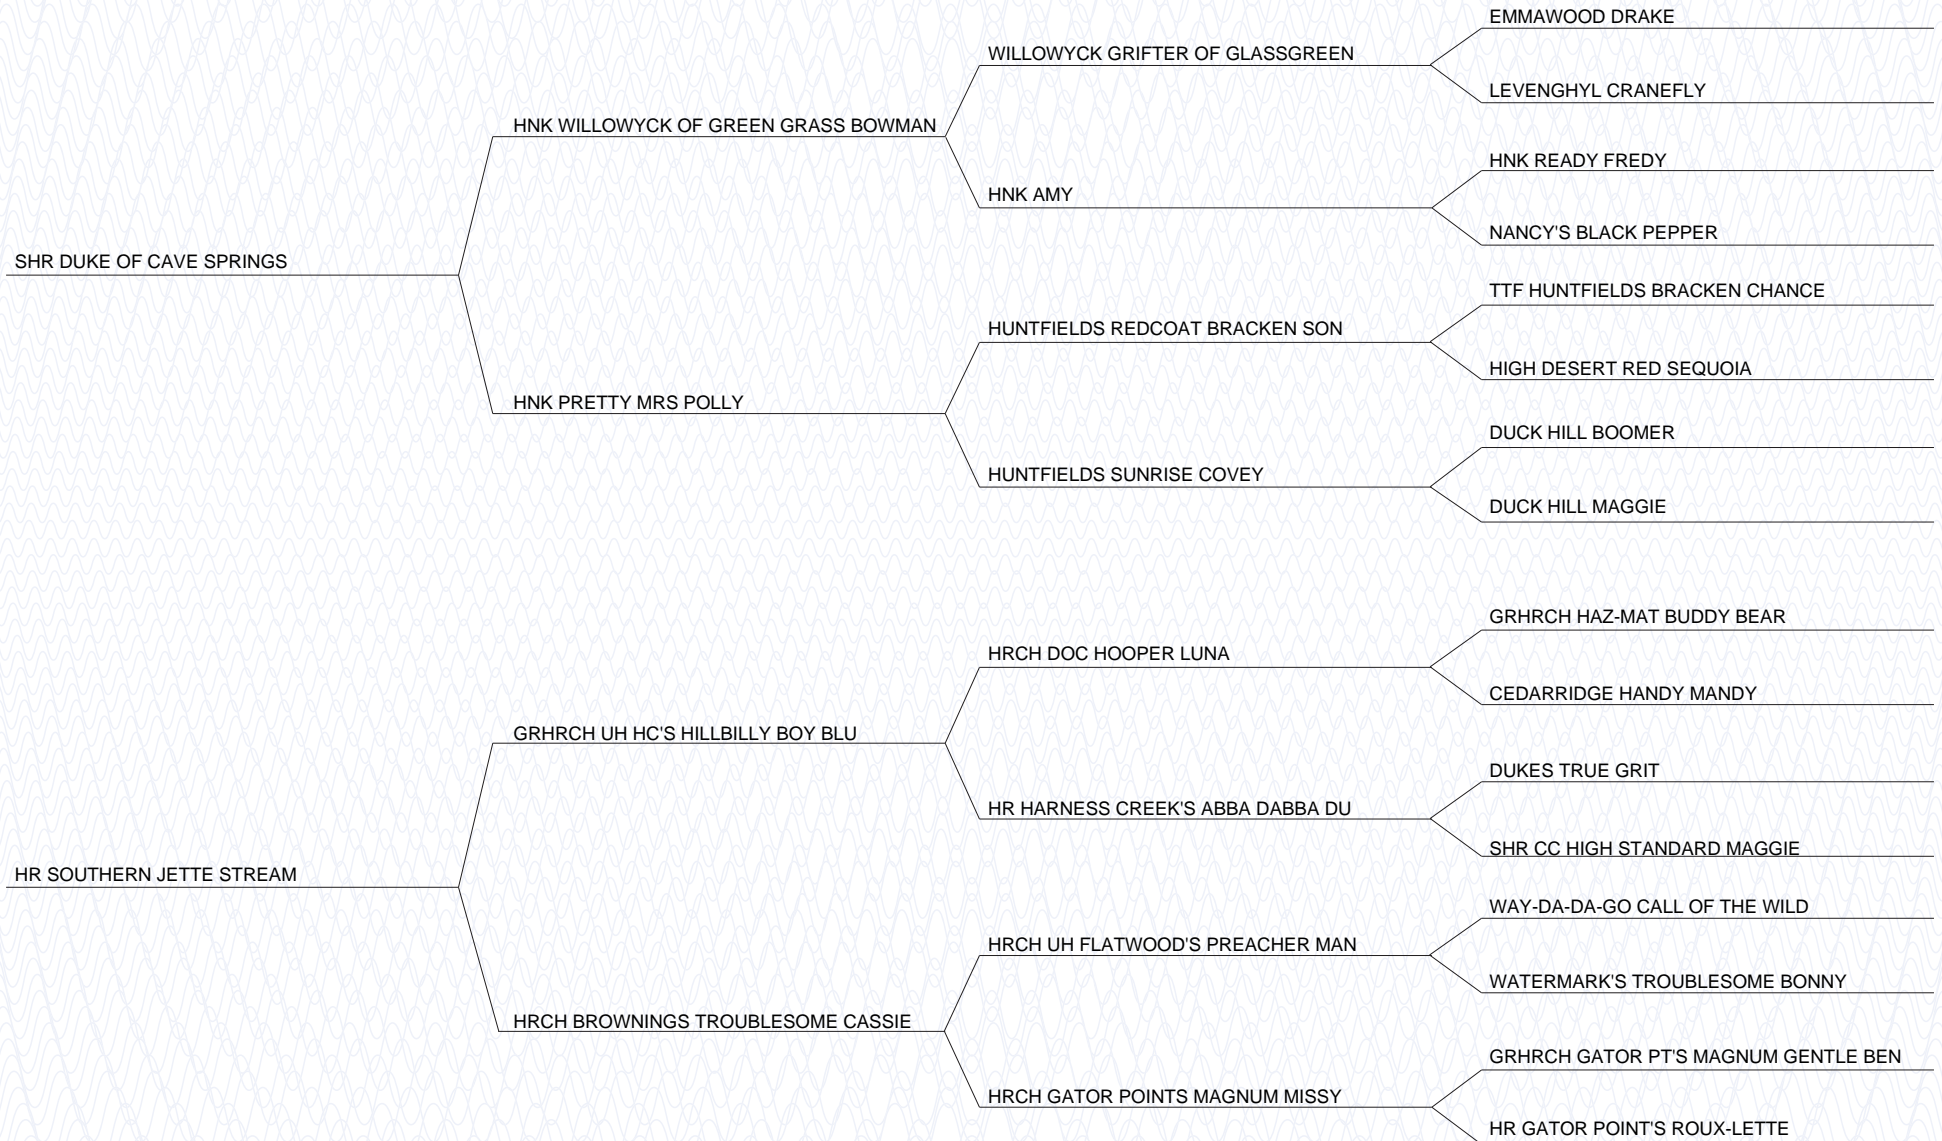 EMMAWOOD DRAKE
WILLOWYCK GRIFTER OF GLASSGREEN
LEVENGHYL CRANEFLY
HNK WILLOWYCK OF GREEN GRASS BOWMAN
HNK READY FREDY
HNK AMY
NANCY'S BLACK PEPPER
SHR DUKE OF CAVE SPRINGS
TTF HUNTFIELDS BRACKEN CHANCE
HUNTFIELDS REDCOAT BRACKEN SON
HIGH DESERT RED SEQUOIA
HNK PRETTY MRS POLLY
DUCK HILL BOOMER
HUNTFIELDS SUNRISE COVEY
DUCK HILL MAGGIE
GRHRCH HAZ-MAT BUDDY BEAR
HRCH DOC HOOPER LUNA
CEDARRIDGE HANDY MANDY
GRHRCH UH HC'S HILLBILLY BOY BLU
DUKES TRUE GRIT
HR HARNESS CREEK'S ABBA DABBA DU
SHR CC HIGH STANDARD MAGGIE
HR SOUTHERN JETTE STREAM
WAY-DA-DA-GO CALL OF THE WILD
HRCH UH FLATWOOD'S PREACHER MAN
WATERMARK'S TROUBLESOME BONNY
HRCH BROWNINGS TROUBLESOME CASSIE
GRHRCH GATOR PT'S MAGNUM GENTLE BEN
HRCH GATOR POINTS MAGNUM MISSY
HR GATOR POINT'S ROUX-LETTE